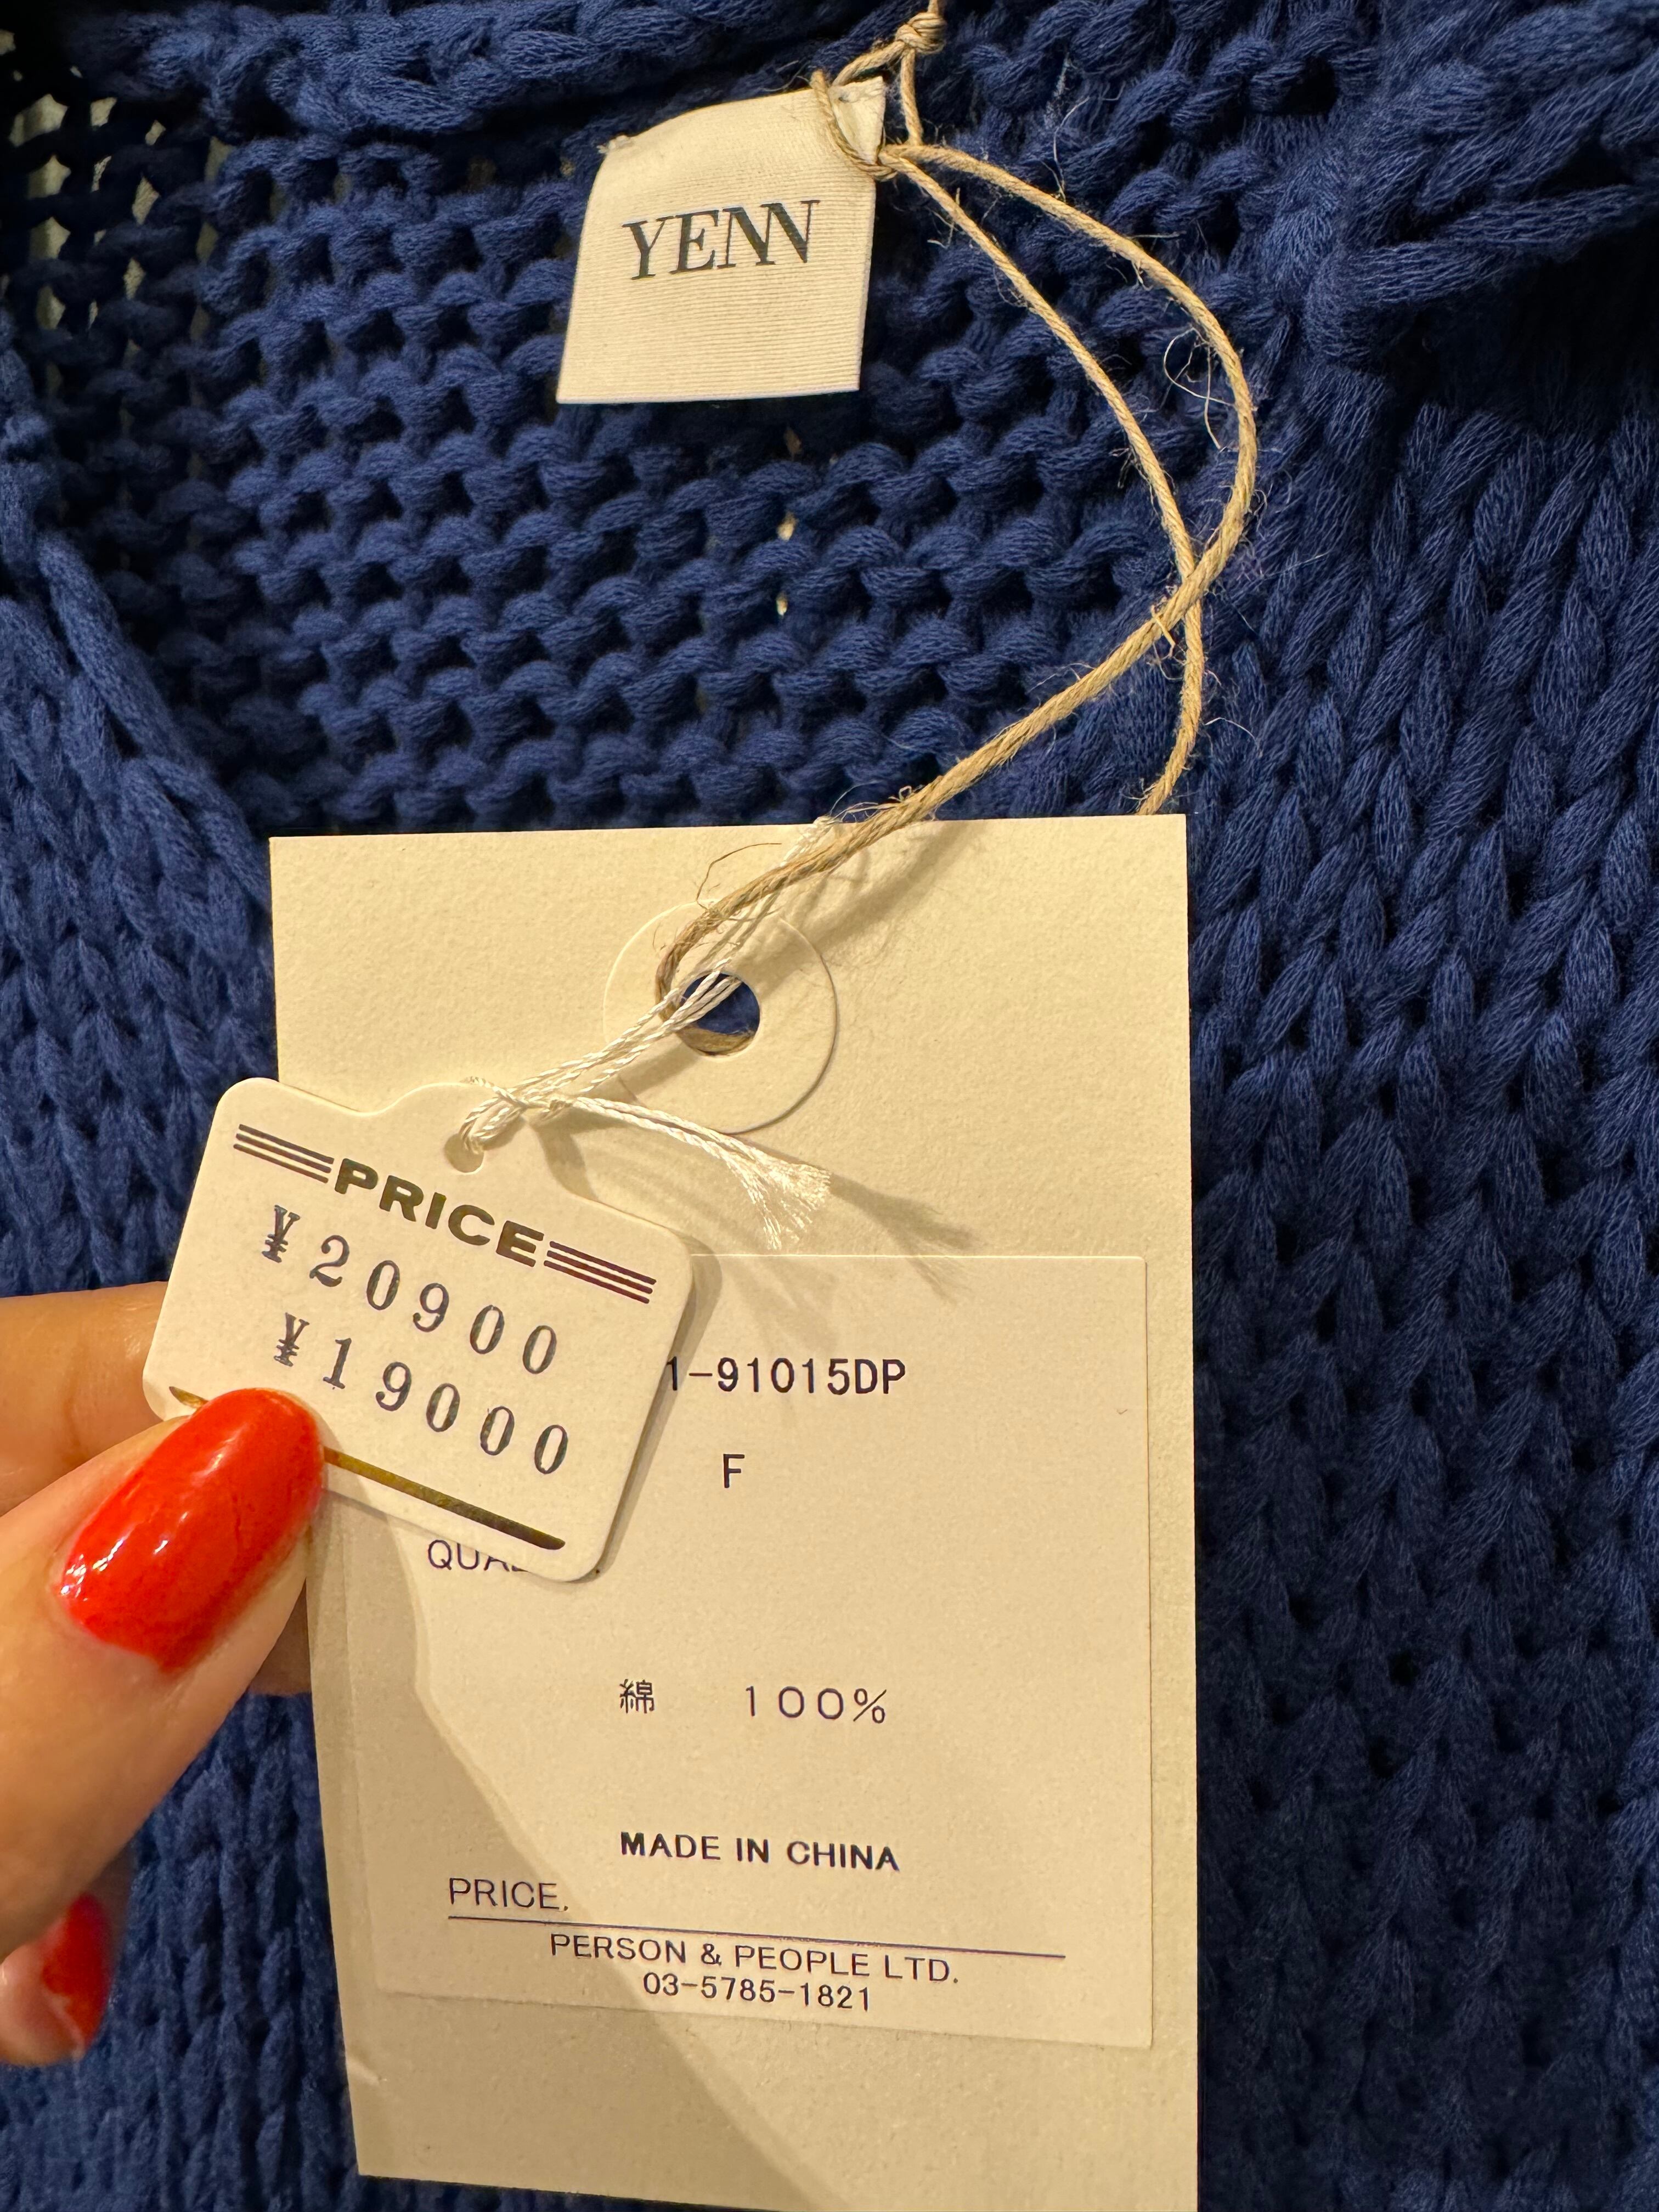 YENN
PRICE
¥20900
¥19000
1-91015DP
F
綿 100%
MADE IN CHINA
PRICE.
PERSON & PEOPLE LTD.
03-5785-1821